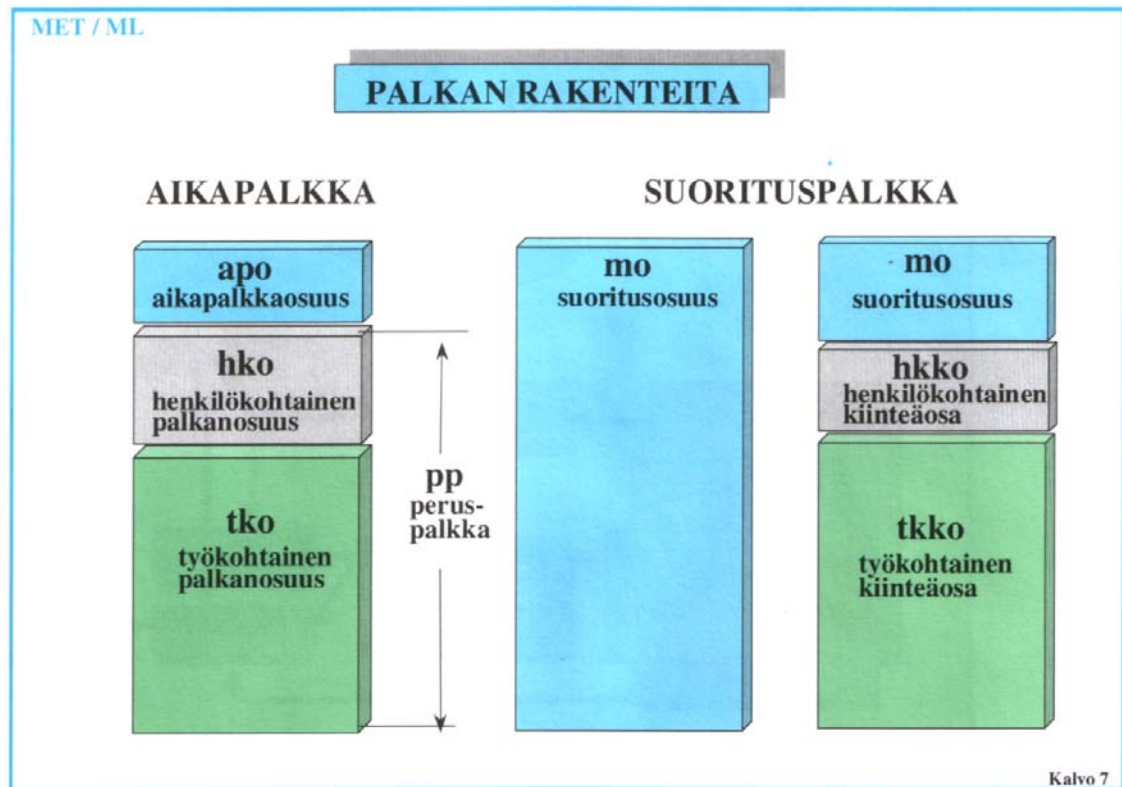 MET / ML
PALKAN RAKENTEITA
AIKAPALKKA
apo
aikapalkkaosuus
hko
henkilökohtainen
palkanosuus
tko
työkohtainen
palkanosuus
pp
perus-
palkka
SUORITUSPALKKA
mo
suoritusosuus
mo
suoritusosuus
hkko
henkilökohtainen
kiinteäosa
tkko
työkohtainen
kiinteäosa
Kalvo 7